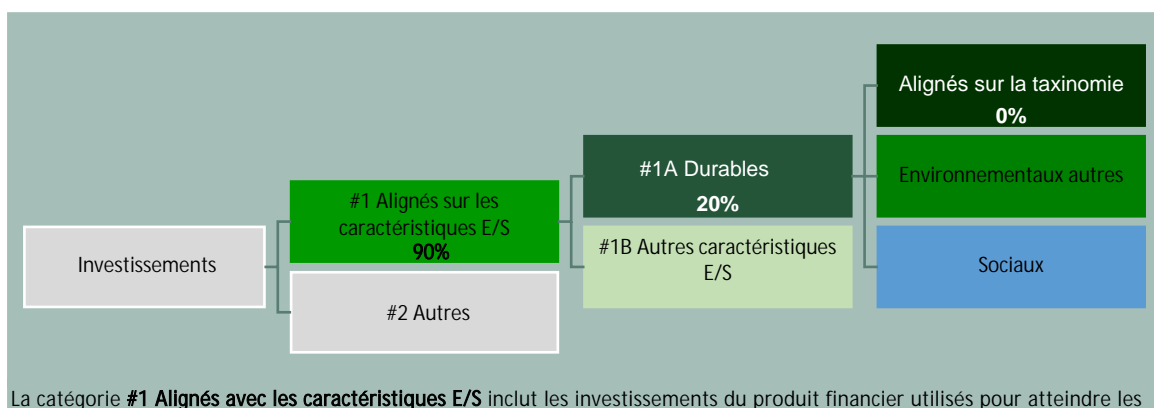 Investissements
#1 Alignés sur les
caractéristiques E/S
90%
#2 Autres
#1A Durables
20%
#1B Autres caractéristiques
E/S
Alignés sur la taxinomie
0%
Environnementaux autres
Sociaux
La catégorie #1 Alignés avec les caractéristiques E/S inclut les investissements du produit financier utilisés pour atteindre les